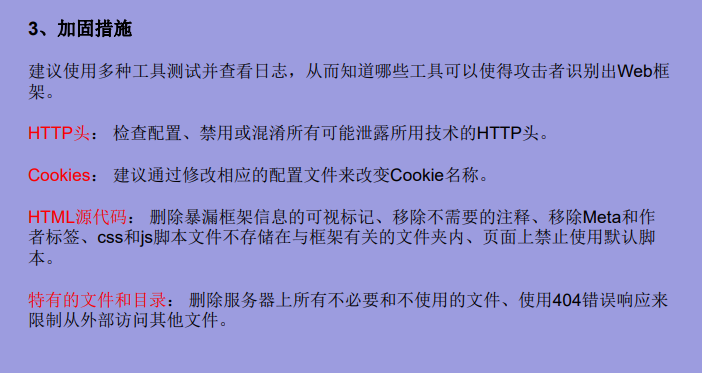 3、加固措施
建议使用多种工具测试并查看日志，从而知道哪些工具可以使得攻击者识别出Web框
架。
HTTP头： 检查配置、禁用或混淆所有可能泄露所用技术的HTTP头。
Cookies： 建议通过修改相应的配置文件来改变Cookie名称。
HTML源代码： 删除暴漏框架信息的可视标记、移除不需要的注释、移除Meta和作
者标签、css和js脚本文件不存储在与框架有关的文件夹内、页面上禁止使用默认脚
本。
特有的文件和目录： 删除服务器上所有不必要和不使用的文件、使用404错误响应来
限制从外部访问其他文件。